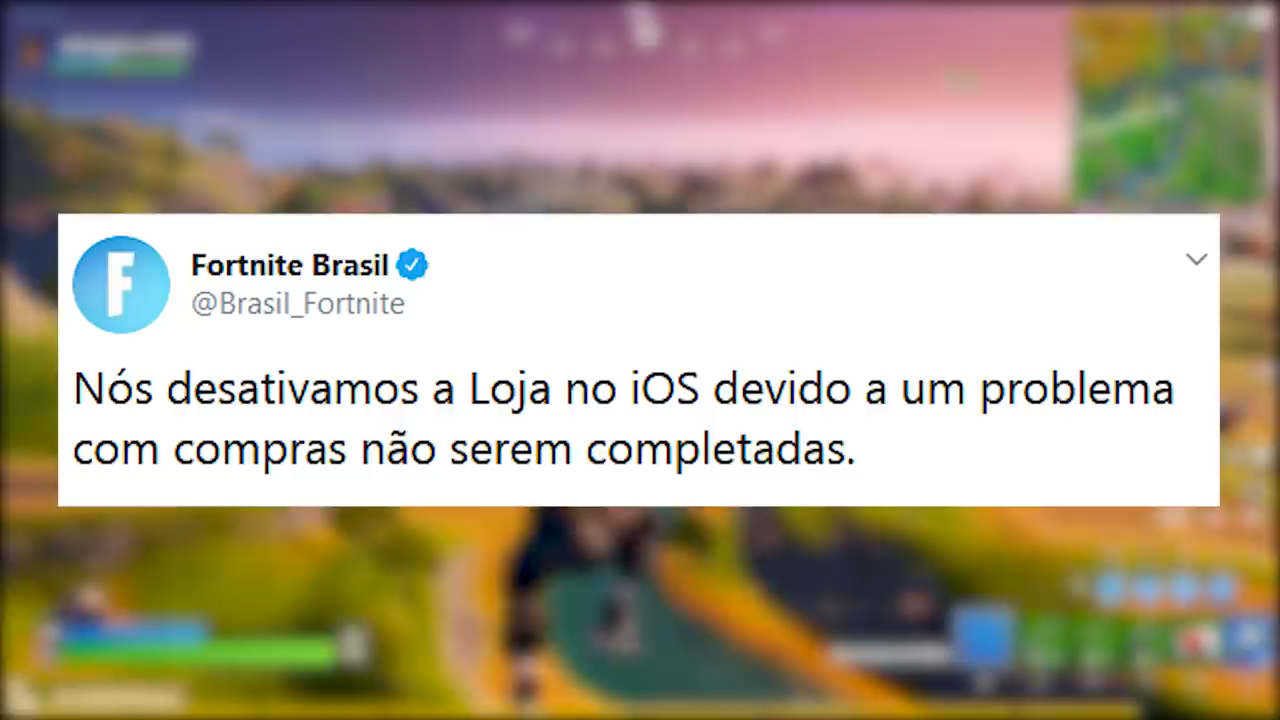 Fortnite Brasil
@Brasil_Fortnite
Nós desativamos a Loja no iOS devido a um problema
com compras não serem completadas.